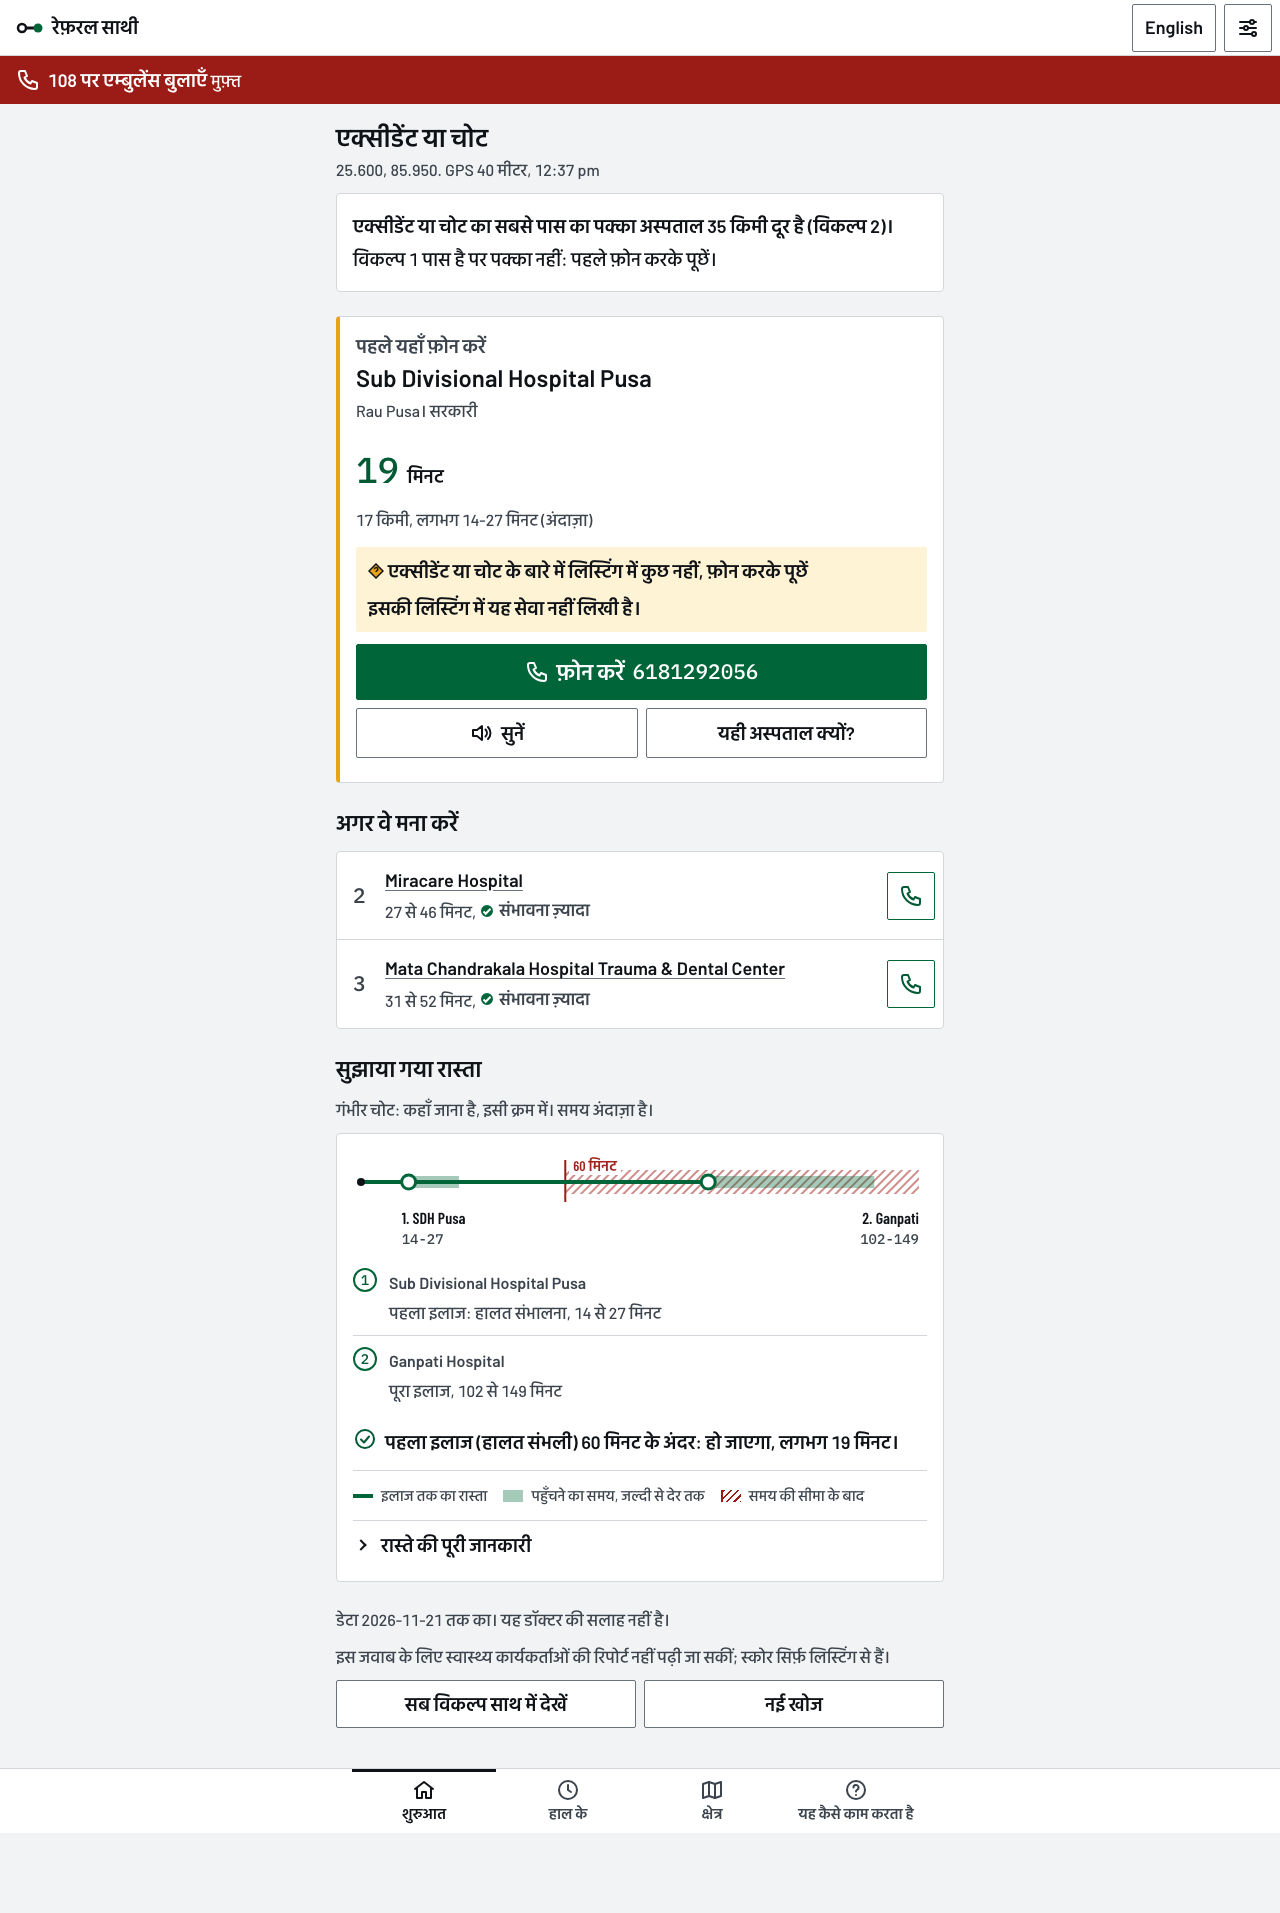 रेफ़रल साथी
English
108 पर एम्बुलेंस बुलाएँ मुफ़्त
एक्सीडेंट या चोट
25.600, 85.950. GPS 40 मीटर, 12:37 pm
एक्सीडेंट या चोट का सबसे पास का पक्का अस्पताल 35 किमी दूर है (विकल्प 2)।
विकल्प 1 पास है पर पक्का नहीं: पहले फ़ोन करके पूछें।
पहले यहाँ फ़ोन करें
Sub Divisional Hospital Pusa
Rau Pusa। सरकारी
19 मिनट
17 किमी, लगभग 14-27 मिनट (अंदाज़ा)
एक्सीडेंट या चोट के बारे में लिस्टिंग में कुछ नहीं, फ़ोन करके पूछें
इसकी लिस्टिंग में यह सेवा नहीं लिखी है।
फ़ोन करें 6181292056
सुनें
यही अस्पताल क्यों?
अगर वे मना करें
2
Miracare Hospital
27 से 46 मिनट, संभावना ज़्यादा
3
Mata Chandrakala Hospital Trauma & Dental Center
31 से 52 मिनट, संभावना ज़्यादा
सुझाया गया रास्ता
गंभीर चोट: कहाँ जाना है, इसी क्रम में। समय अंदाज़ा है।
60 मिनट
1. SDH Pusa
14-27
2. Ganpati
102-149
1
Sub Divisional Hospital Pusa
पहला इलाज: हालत संभालना, 14 से 27 मिनट
2
Ganpati Hospital
पूरा इलाज, 102 से 149 मिनट
पहला इलाज (हालत संभली) 60 मिनट के अंदर: हो जाएगा, लगभग 19 मिनट।
इलाज तक का रास्ता
पहुँचने का समय, जल्दी से देर तक
समय की सीमा के बाद
रास्ते की पूरी जानकारी
डेटा 2026-11-21 तक का। यह डॉक्टर की सलाह नहीं है।
इस जवाब के लिए स्वास्थ्य कार्यकर्ताओं की रिपोर्ट नहीं पढ़ी जा सकीं; स्कोर सिर्फ़ लिस्टिंग से हैं।
सब विकल्प साथ में देखें
नई खोज
शुरुआत
हाल के
क्षेत्र
यह कैसे काम करता है